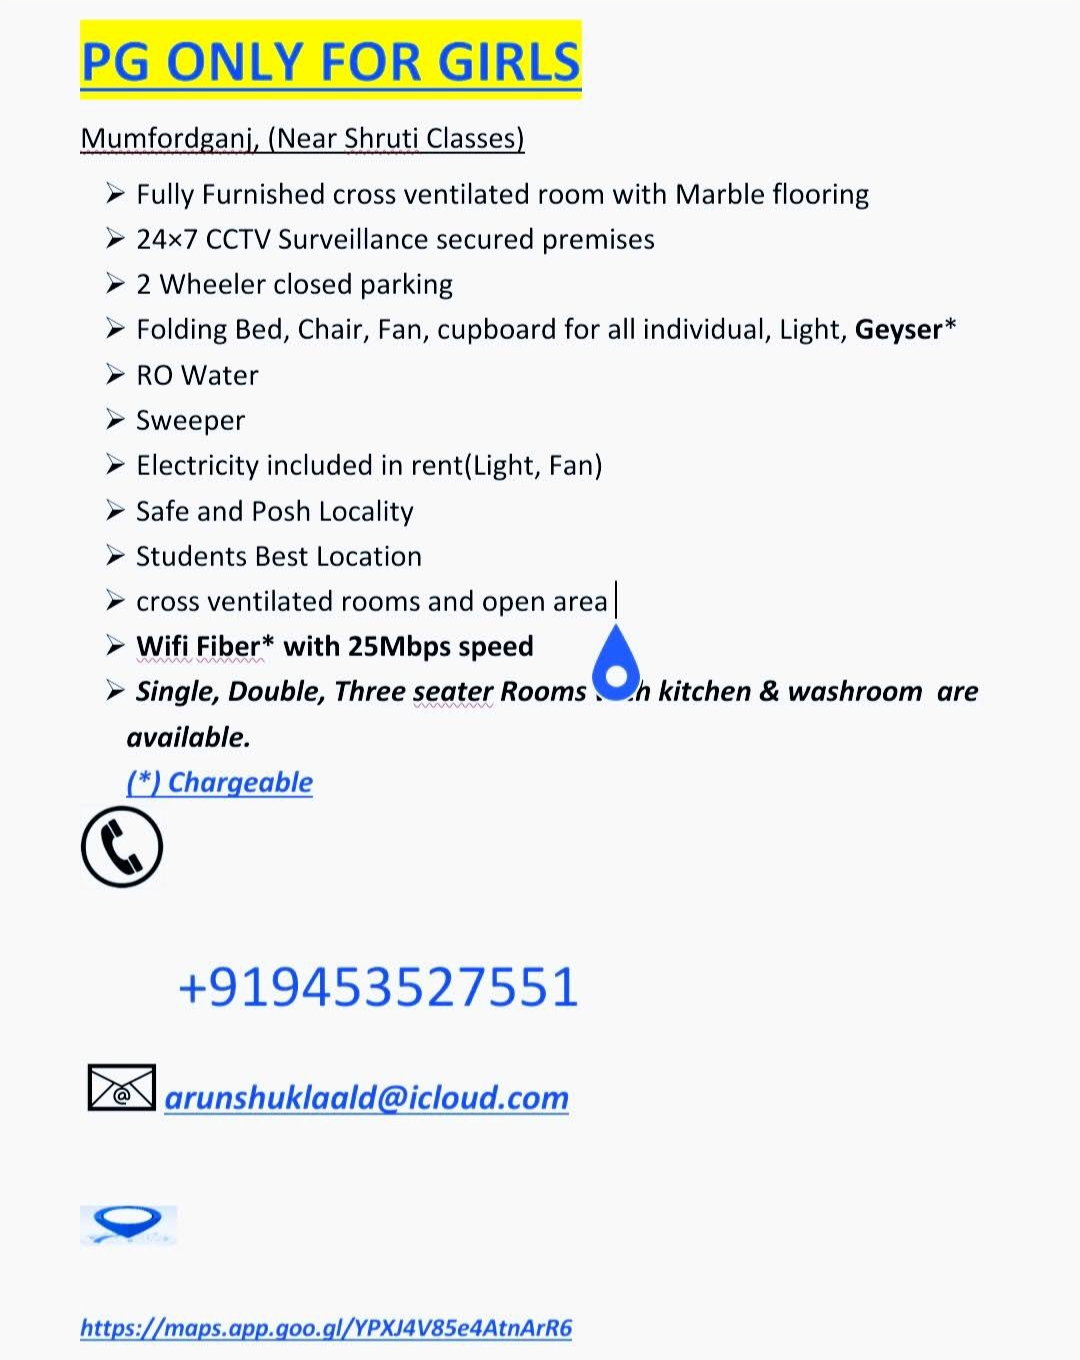 PG ONLY FOR GIRLS
Mumfordganj, (Near Shruti Classes)
➢ Fully Furnished cross ventilated room with Marble flooring
➢ 24×7 CCTV Surveillance secured premises
➢ 2 Wheeler closed parking
➢ Folding Bed, Chair, Fan, cupboard for all individual, Light, Geyser*
➢ RO Water
➢ Sweeper
➢ Electricity included in rent(Light, Fan)
➢ Safe and Posh Locality
➢ Students Best Location
➢ cross ventilated rooms and open area
➢ Wifi Fiber* with 25Mbps speed
➢ Single, Double, Three seater Rooms kitchen & washroom are
available.
(*) Chargeable
+919453527551
@ arunshuklaald@icloud.com
https://maps.app.goo.gl/YPXJ4V85e4AtnArR6